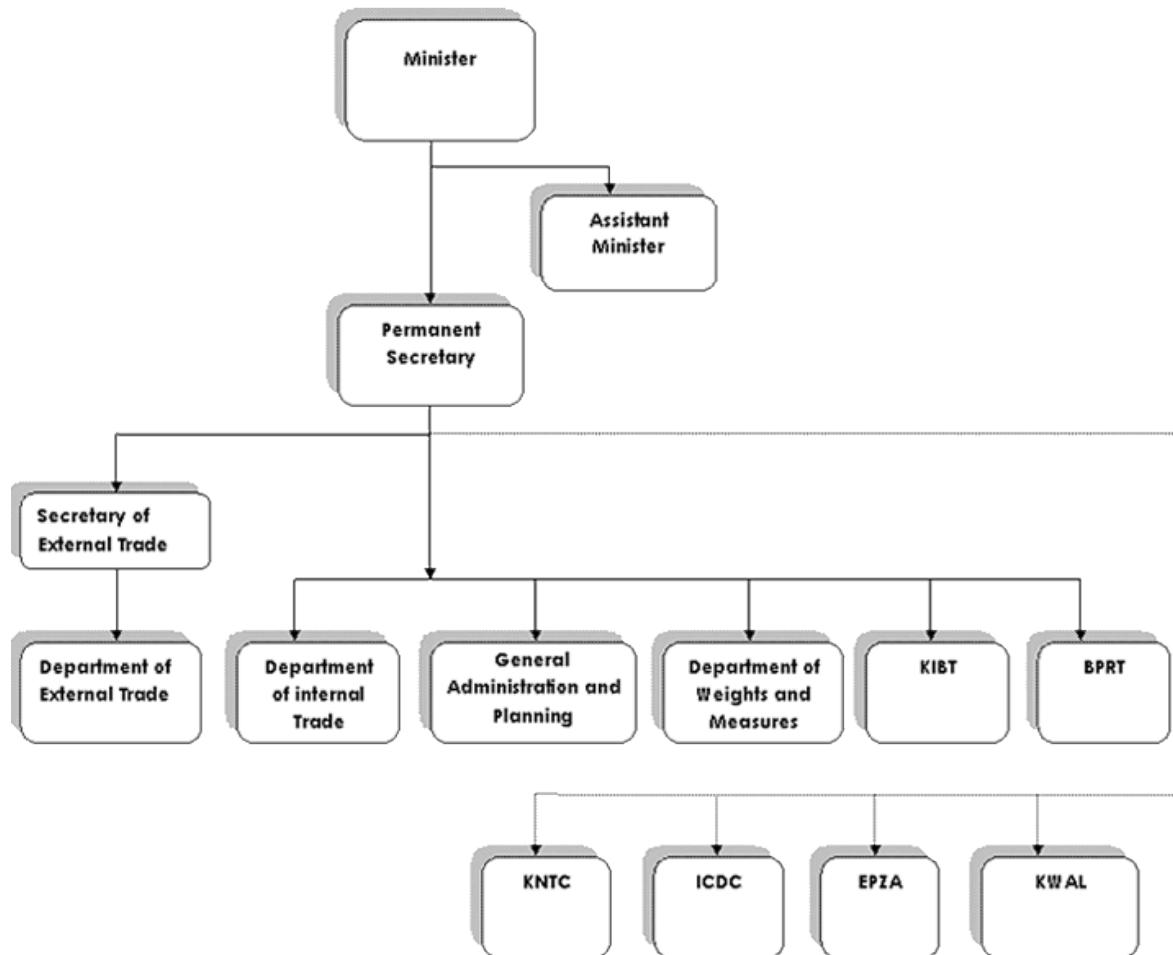 Minister
Assistant
Minister
Permanent
Secretary
Secretary of
External Trade
Department of
External Trade
Department
of internal
Trade
General
Administration and
Planning
Department of
Weights and
Measures
KIBT
BPRT
KNTC
ICDC
EPZA
KWAL